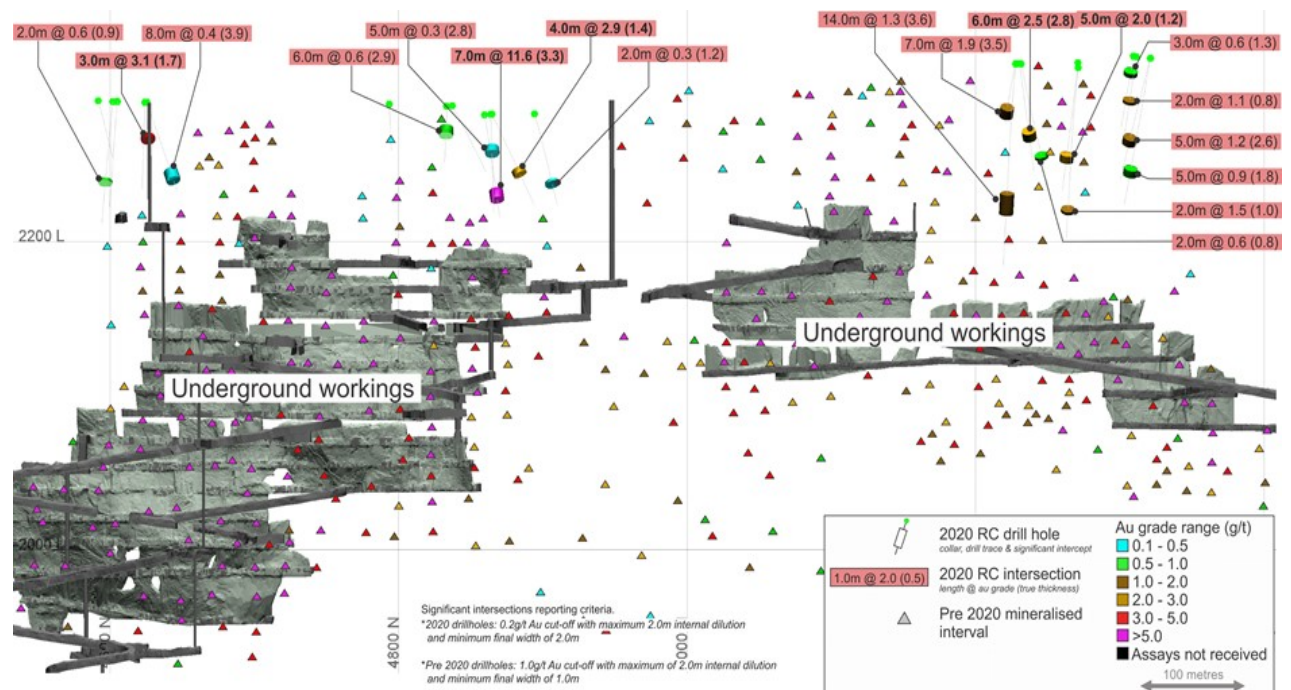 2.0m @ 0.6 (0.9)
8.0m @ 0.4 (3.9)
3.0m @ 3.1 (1.7)
5.0m @ 0.3 (2.8)
4.0m @ 2.9 (1.4)
6.0m @ 0.6 (2.9)
7.0m @ 11.6 (3.3)
2.0m @ 0.3 (1.2)
14.0m @ 1.3 (3.6)
6.0m @ 2.5 (2.8)
5.0m @ 2.0 (1.2)
7.0m @ 1.9 (3.5)
3.0m @ 0.6 (1.3)
2.0m @ 1.1 (0.8)
5.0m @ 1.2 (2.6)
5.0m @ 0.9 (1.8)
2.0m @ 1.5 (1.0)
2.0m @ 0.6 (0.8)
2200 L
Underground workings
Underground workings
2000 L
4800 N
Significant intersections reporting criteria.
*2020 drillholes: 0.2g/t Au cut-off with maximum 2.0m internal dilution
and minimum final width of 2.0m
*Pre 2020 drillholes: 1.0g/t Au cut-off with maximum of 2.0m internal dilution
and minimum final width of 1.0m
2020 RC drill hole
collar, drill trace & significant intercept
1.0m @ 2.0 (0.5)
2020 RC intersection
length @ au grade (true thickness)
Pre 2020 mineralised
interval
Au grade range (g/t)
0.1 - 0.5
0.5 - 1.0
1.0 - 2.0
2.0 - 3.0
3.0 - 5.0
>5.0
Assays not received
100 metres